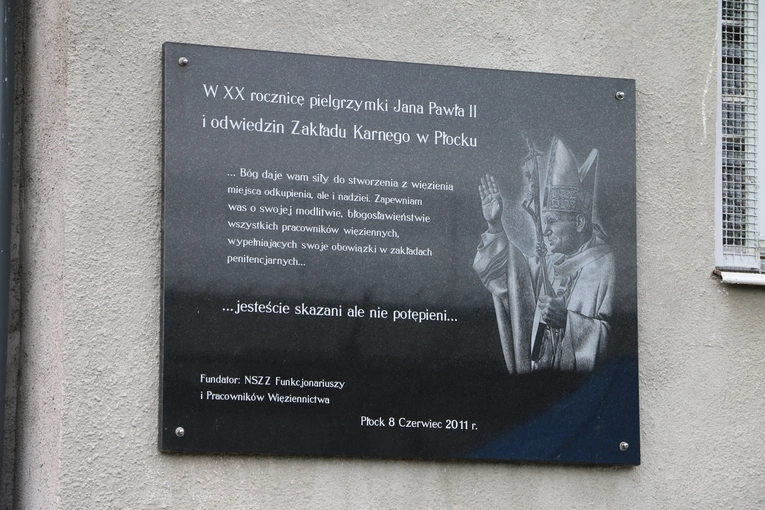 W XX rocznicę pielgrzymki Jana Pawła II
i odwiedzin Zakładu Karnego w Płocku
... Bóg daje wam siły do stworzenia z więzienia
miejsca odkupienia, ale i nadziei. Zapewniam
was o swojej modlitwie, błogosławieństwie
wszystkich pracowników więziennych,
wypełniających swoje obowiązki w zakładach
penitencjarnych...
...jesteście skazani ale nie potępieni...
Fundator: NSZZ Funkcjonariuszy
i Pracowników Więziennictwa
Płock 8 Czerwiec 2011 r.